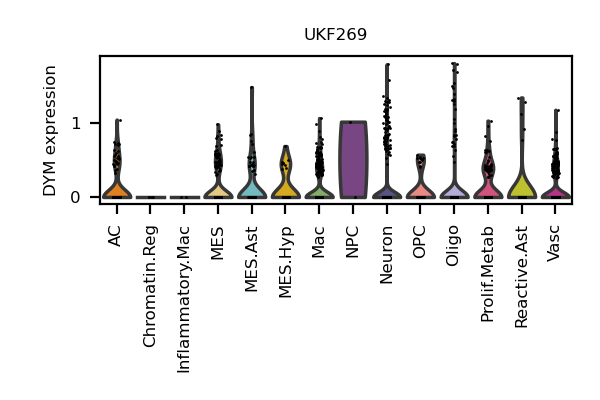 UKF269
DYM expression
1
0
AC
Chromatin.Reg
Inflammatory.Mac
MES
MES.Ast
MES.Hyp
Mac
NPC
Neuron
OPC
Oligo
Prolif.Metab
Reactive.Ast
Vasc